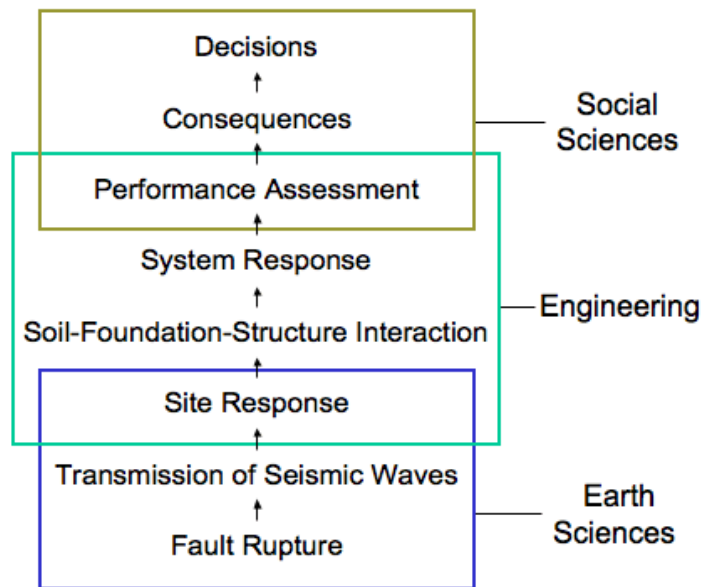 Decisions
Consequences
Social
Sciences
Performance Assessment
System Response
Engineering
Soil-Foundation-Structure Interaction
Site Response
Transmission of Seismic Waves
Earth
Sciences
Fault Rupture